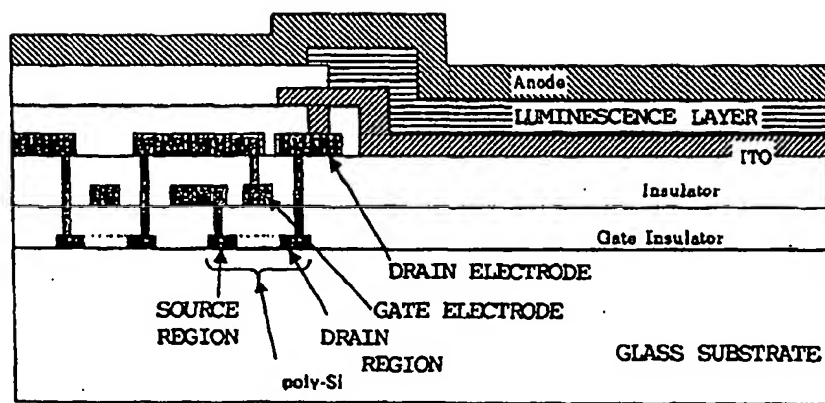 Anode
LUMINESCENCE LAYER
ITO
Insulator
Gate Insulator
DRAIN ELECTRODE
SOURCE REGION
GATE ELECTRODE
DRAIN REGION
GLASS SUBSTRATE
poly-Si